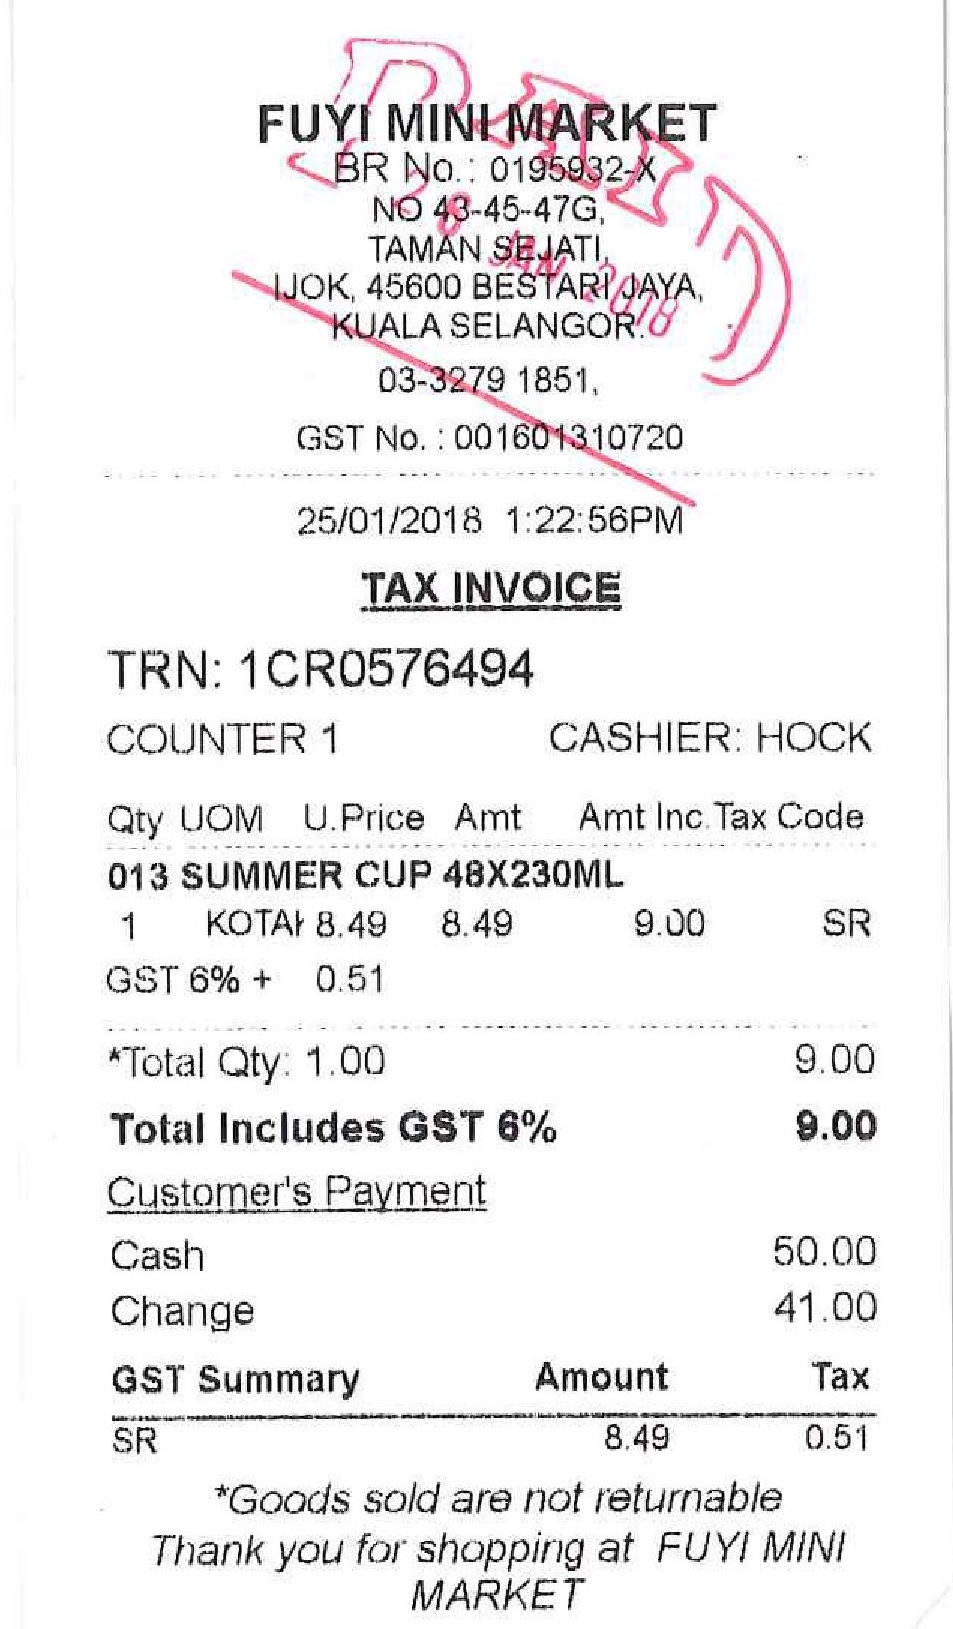 FUYI MINI MARKET
BR No.: 0195932-X
NO 43-45-47G,
TAMAN SEJATI,
IJOK, 45600 BESTARI JAYA,
KUALA SELANGOR.
03-3279 1851,
GST No. : 001601310720
PAID
JAN 2018
25/01/2018 1:22:56PM
TAX INVOICE
TRN: 1CR0576494
COUNTER 1 CASHIER: HOCK
Qty UOM U.Price Amt Amt Inc.Tax Code
013 SUMMER CUP 48X230ML
1 KOTAK 8.49 8.49 9.00 SR
GST 6% + 0.51
*Total Qty: 1.00 9.00
Total Includes GST 6% 9.00
Customer's Payment
Cash 50.00
Change 41.00
GST Summary Amount Tax
SR 8.49 0.51
*Goods sold are not returnable
Thank you for shopping at FUYI MINI
MARKET